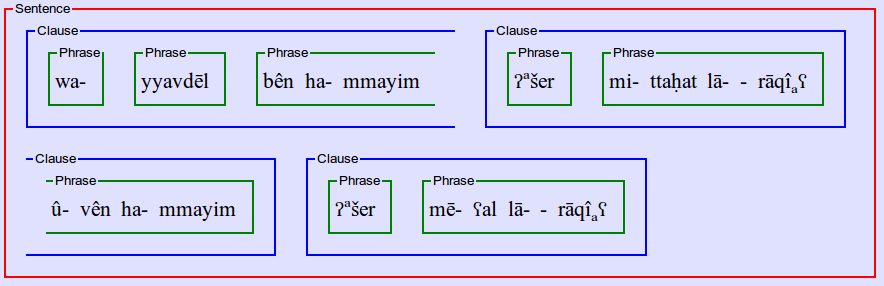 Sentence
Clause Clause
Phrase Phrase Phrase Phrase Phrase
wa- yyavdēl bên ha- mmayim ʔᵃšer mi- ttaḥat lā- - rāqîₐʕ
Clause Clause
Phrase Phrase Phrase
û- vên ha- mmayim ʔᵃšer mē- ʕal lā- - rāqîₐʕ